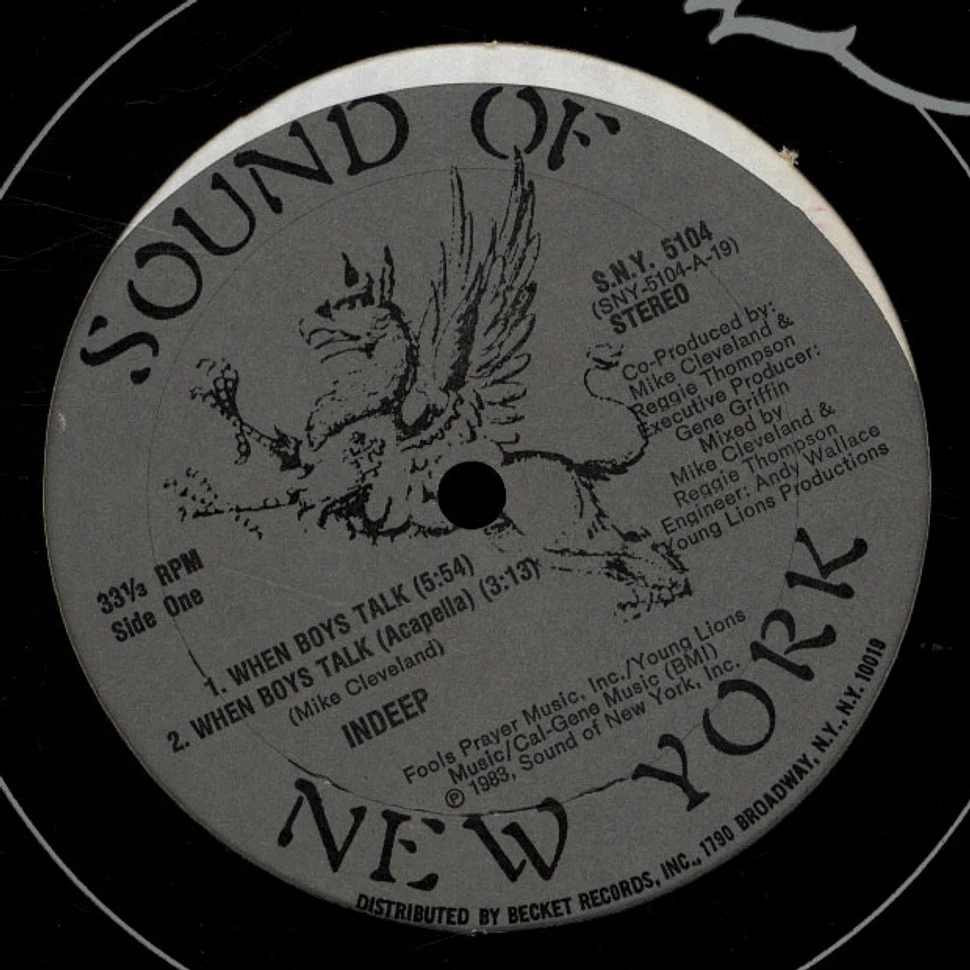 SOUND OF
S.N.Y. 5104
(SNY-5104-A-19)
STEREO
Co-Produced by:
Mike Cleveland &
Reggie Thompson
Executive Producer:
Gene Griffin
Mixed by
Mike Cleveland &
Reggie Thompson
Engineer: Andy Wallace
Young Lions Productions
33⅓ RPM
Side One
1. WHEN BOYS TALK (5:54)
2. WHEN BOYS TALK (Acapella) (3:13)
(Mike Cleveland)
INDEEP
Fools Prayer Music, Inc./Young Lions
Music/Cal-Gene Music (BMI)
℗ 1983, Sound of New York, Inc.
NEW YORK
DISTRIBUTED BY BECKET RECORDS, INC., 1790 BROADWAY, N.Y., N.Y. 10019